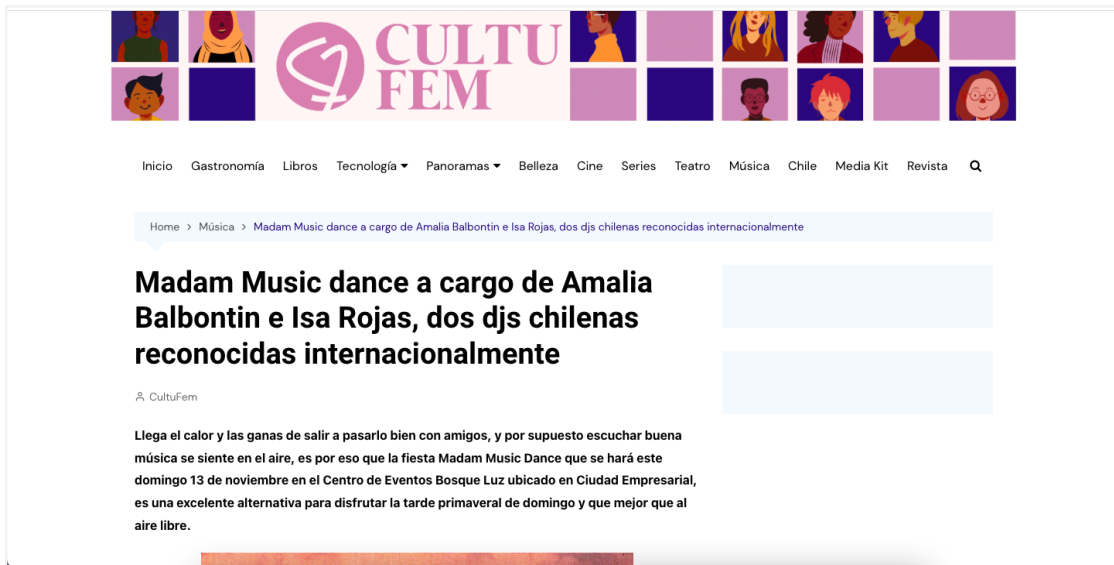 CULTU
FEM
Inicio Gastronomía Libros Tecnología Panoramas Belleza Cine Series Teatro Música Chile Media Kit Revista
Home > Música > Madam Music dance a cargo de Amalia Balbontin e Isa Rojas, dos djs chilenas reconocidas internacionalmente
Madam Music dance a cargo de Amalia
Balbontin e Isa Rojas, dos djs chilenas
reconocidas internacionalmente
CultuFem
Llega el calor y las ganas de salir a pasarlo bien con amigos, y por supuesto escuchar buena
música se siente en el aire, es por eso que la fiesta Madam Music Dance que se hará este
domingo 13 de noviembre en el Centro de Eventos Bosque Luz ubicado en Ciudad Empresarial,
es una excelente alternativa para disfrutar la tarde primaveral de domingo y que mejor que al
aire libre.